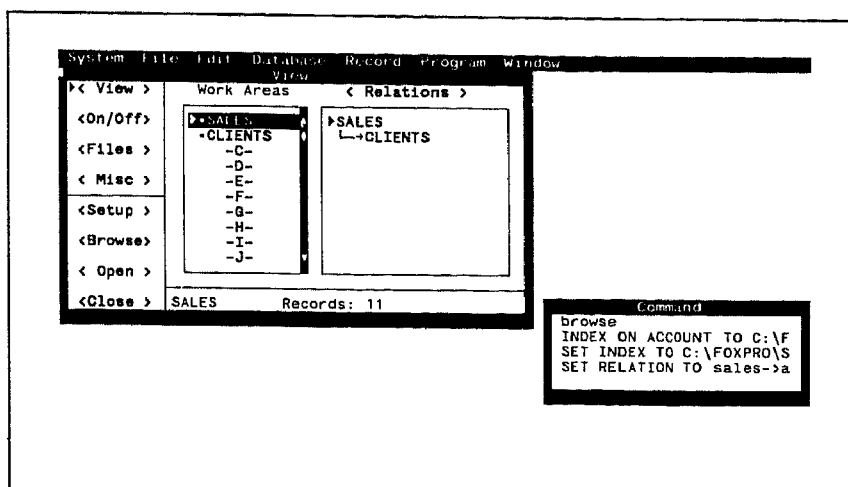 System File Edit Database Record Program Window
View
< View > Work Areas < Relations >
<On/Off> SALES SALES
<Files> CLIENTS CLIENTS
< Misc > -C-
-D-
-E-
-F-
<Setup > -G-
-H-
<Browse> -I-
-J-
< Open >
<Close > SALES Records: 11
Command
browse
INDEX ON ACCOUNT TO C:\F
SET INDEX TO C:\FOXPRO\S
SET RELATION TO sales->a